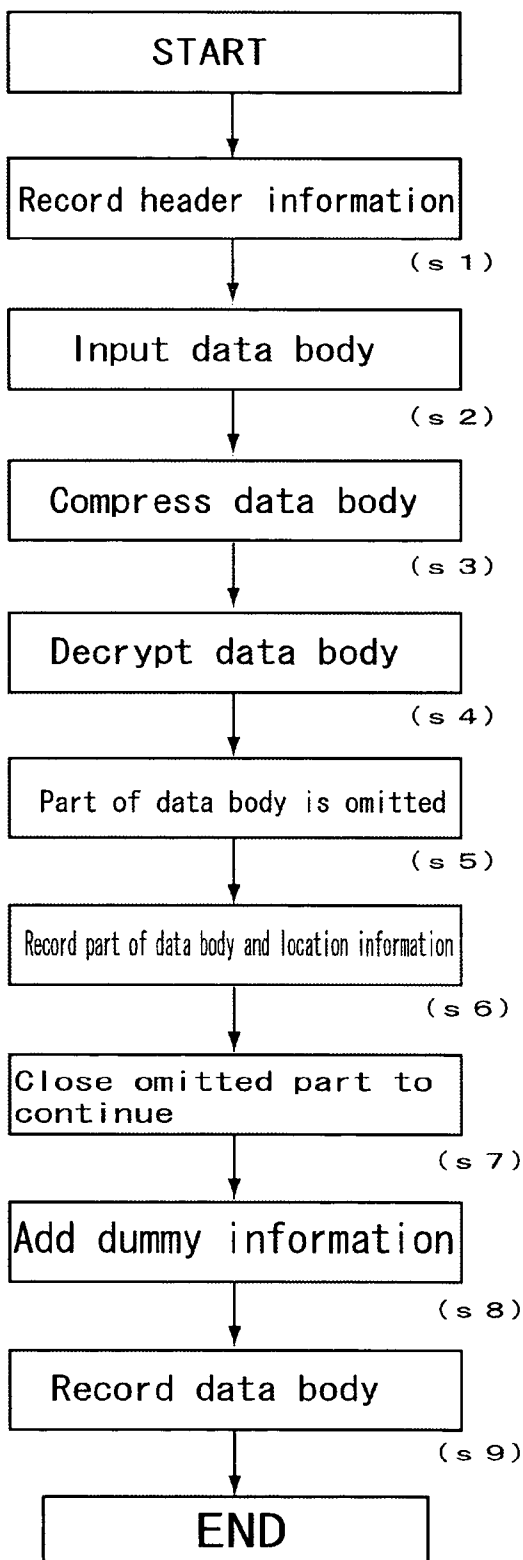 START
Record header information
(s 1)
Input data body
(s 2)
Compress data body
(s 3)
Decrypt data body
(s 4)
Part of data body is omitted
(s 5)
Record part of data body and location information
(s 6)
Close omitted part to
continue
(s 7)
Add dummy information
(s 8)
Record data body
(s 9)
END